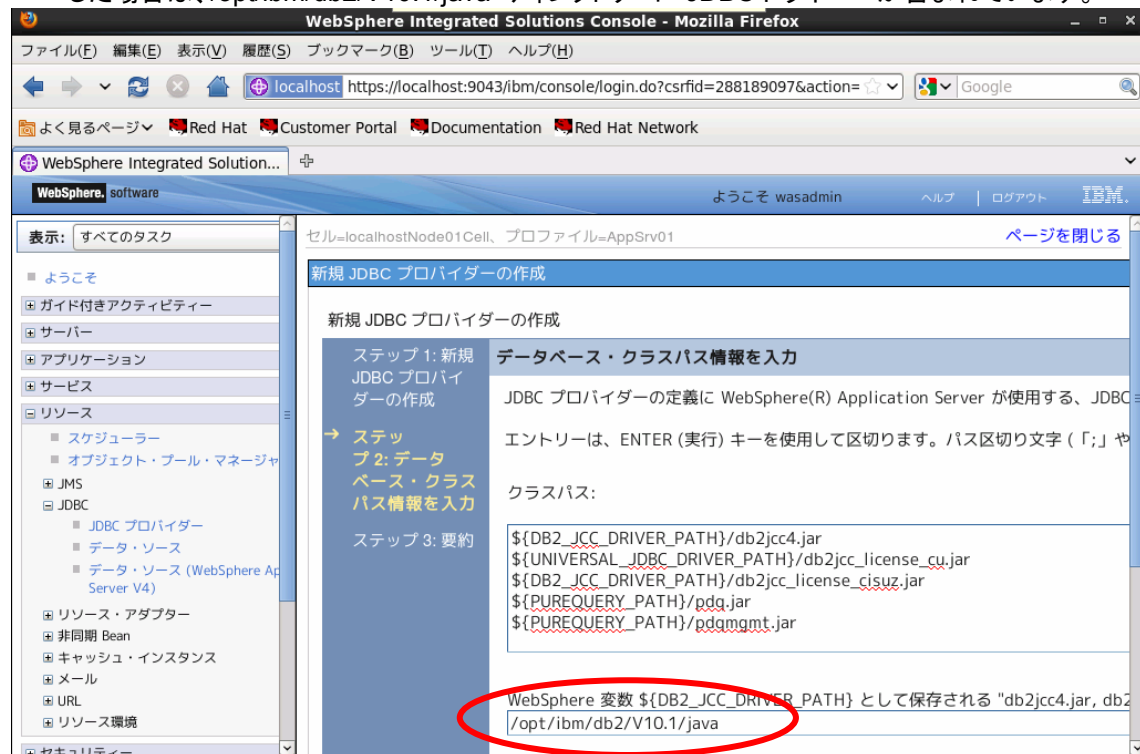 WebSphere Integrated Solutions Console - Mozilla Firefox
ファイル(F) 編集(E) 表示(V) 履歴(S) ブックマーク(B) ツール(T) ヘルプ(H)
localhost https://localhost:9043/ibm/console/login.do?csrfid=288189097&action= Google
よく見るページ Red Hat Customer Portal Documentation Red Hat Network
WebSphere Integrated Solution...
WebSphere. software ようこそ wasadmin ヘルプ | ログアウト IBM.
表示: すべてのタスク
ようこそ
ガイド付きアクティビティー
サーバー
アプリケーション
サービス
リソース
スケジューラー
オブジェクト・プール・マネージャ
JMS
JDBC
JDBC プロバイダー
データ・ソース
データ・ソース (WebSphere Ap
Server V4)
リソース・アダプター
非同期 Bean
キャッシュ・インスタンス
メール
URL
リソース環境
セキュリティー
セル=localhostNode01Cell、プロファイル=AppSrv01 ページを閉じる
新規 JDBC プロバイダーの作成
新規 JDBC プロバイダーの作成
ステップ 1: 新規
JDBC プロバイ
ダーの作成
ステッ
プ 2: データ
ベース・クラス
パス情報を入力
ステップ 3: 要約
データベース・クラスパス情報を入力
JDBC プロバイダーの定義に WebSphere(R) Application Server が使用する、JDBC
エントリーは、ENTER (実行) キーを使用して区切ります。パス区切り文字 (「;」や
クラスパス:
${DB2_JCC_DRIVER_PATH}/db2jcc4.jar
${UNIVERSAL_JDBC_DRIVER_PATH}/db2jcc_license_cu.jar
${DB2_JCC_DRIVER_PATH}/db2jcc_license_cisuz.jar
${PUREQUERY_PATH}/pdq.jar
${PUREQUERY_PATH}/pdqmgmt.jar
WebSphere 変数 ${DB2_JCC_DRIVER_PATH} として保存される "db2jcc4.jar, db2
/opt/ibm/db2/V10.1/java